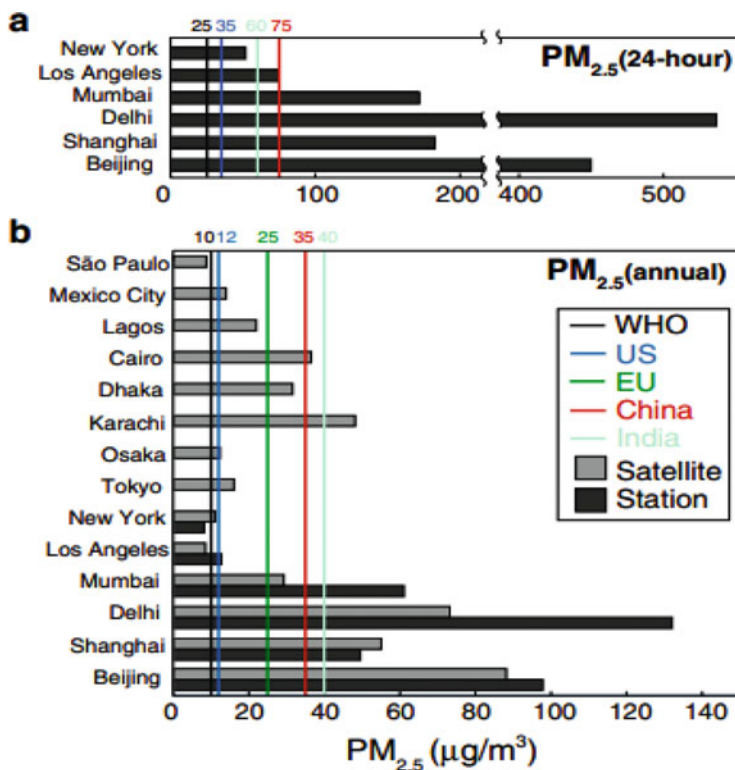 a
25 35 60 75
PM2.5(24-hour)
New York
Los Angeles
Mumbai
Delhi
Shanghai
Beijing
0 100 200 400 500
b
10 12 25 35 40
PM2.5(annual)
São Paulo
Mexico City
Lagos
Cairo
Dhaka
Karachi
Osaka
Tokyo
New York
Los Angeles
Mumbai
Delhi
Shanghai
Beijing
WHO
US
EU
China
India
Satellite
Station
0 20 40 60 80 100 120 140
PM2.5 (μg/m3)